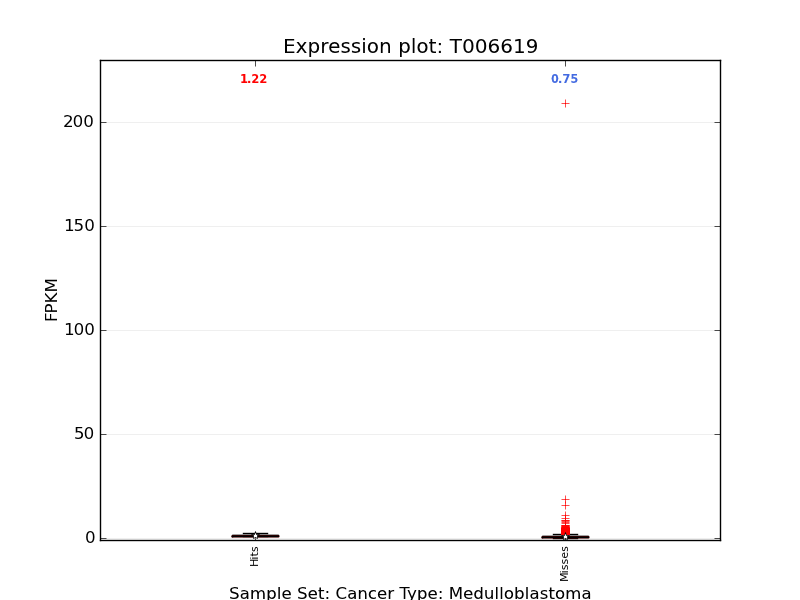 Expression plot: T006619
1.22
0.75
200
150
100
50
0
FPKM
Hits
Misses
Sample Set: Cancer Type: Medulloblastoma